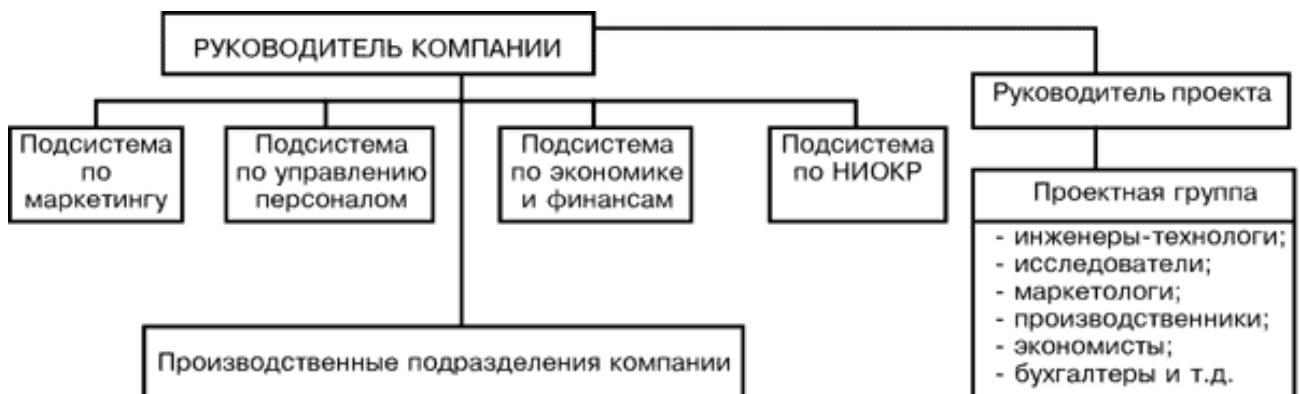 РУКОВОДИТЕЛЬ КОМПАНИИ
Руководитель проекта
Подсистема
по
маркетингу
Подсистема
по управлению
персоналом
Подсистема
по экономике
и финансам
Подсистема
по НИОКР
Проектная группа
- инженеры-технологи;
- исследователи;
- маркетологи;
- производственники;
- экономисты;
- бухгалтеры и т.д.
Производственные подразделения компании